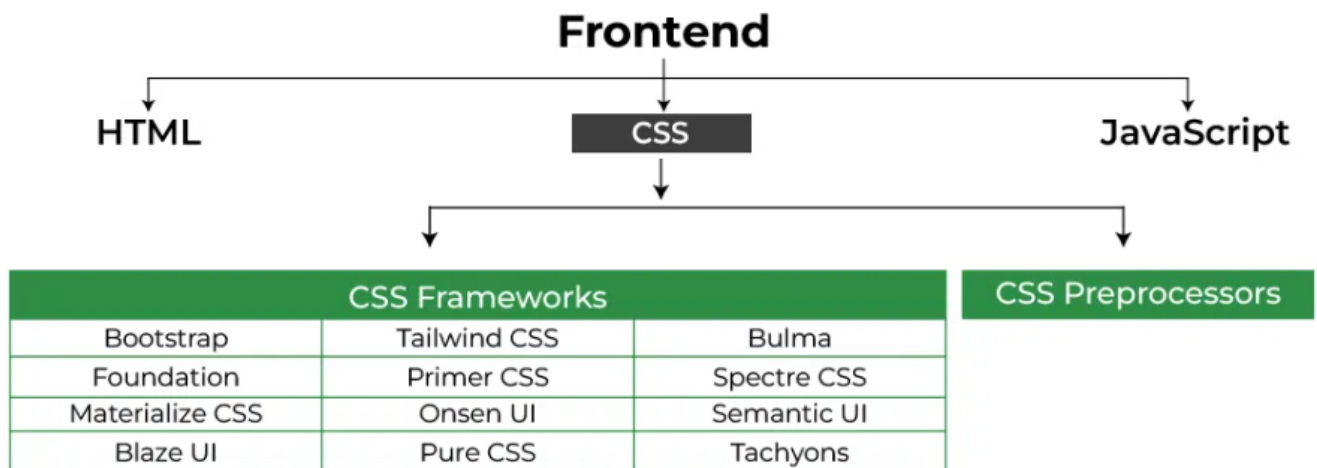 Frontend
HTML CSS JavaScript
CSS Frameworks CSS Preprocessors
Bootstrap Tailwind CSS Bulma
Foundation Primer CSS Spectre CSS
Materialize CSS Onsen UI Semantic UI
Blaze UI Pure CSS Tachyons